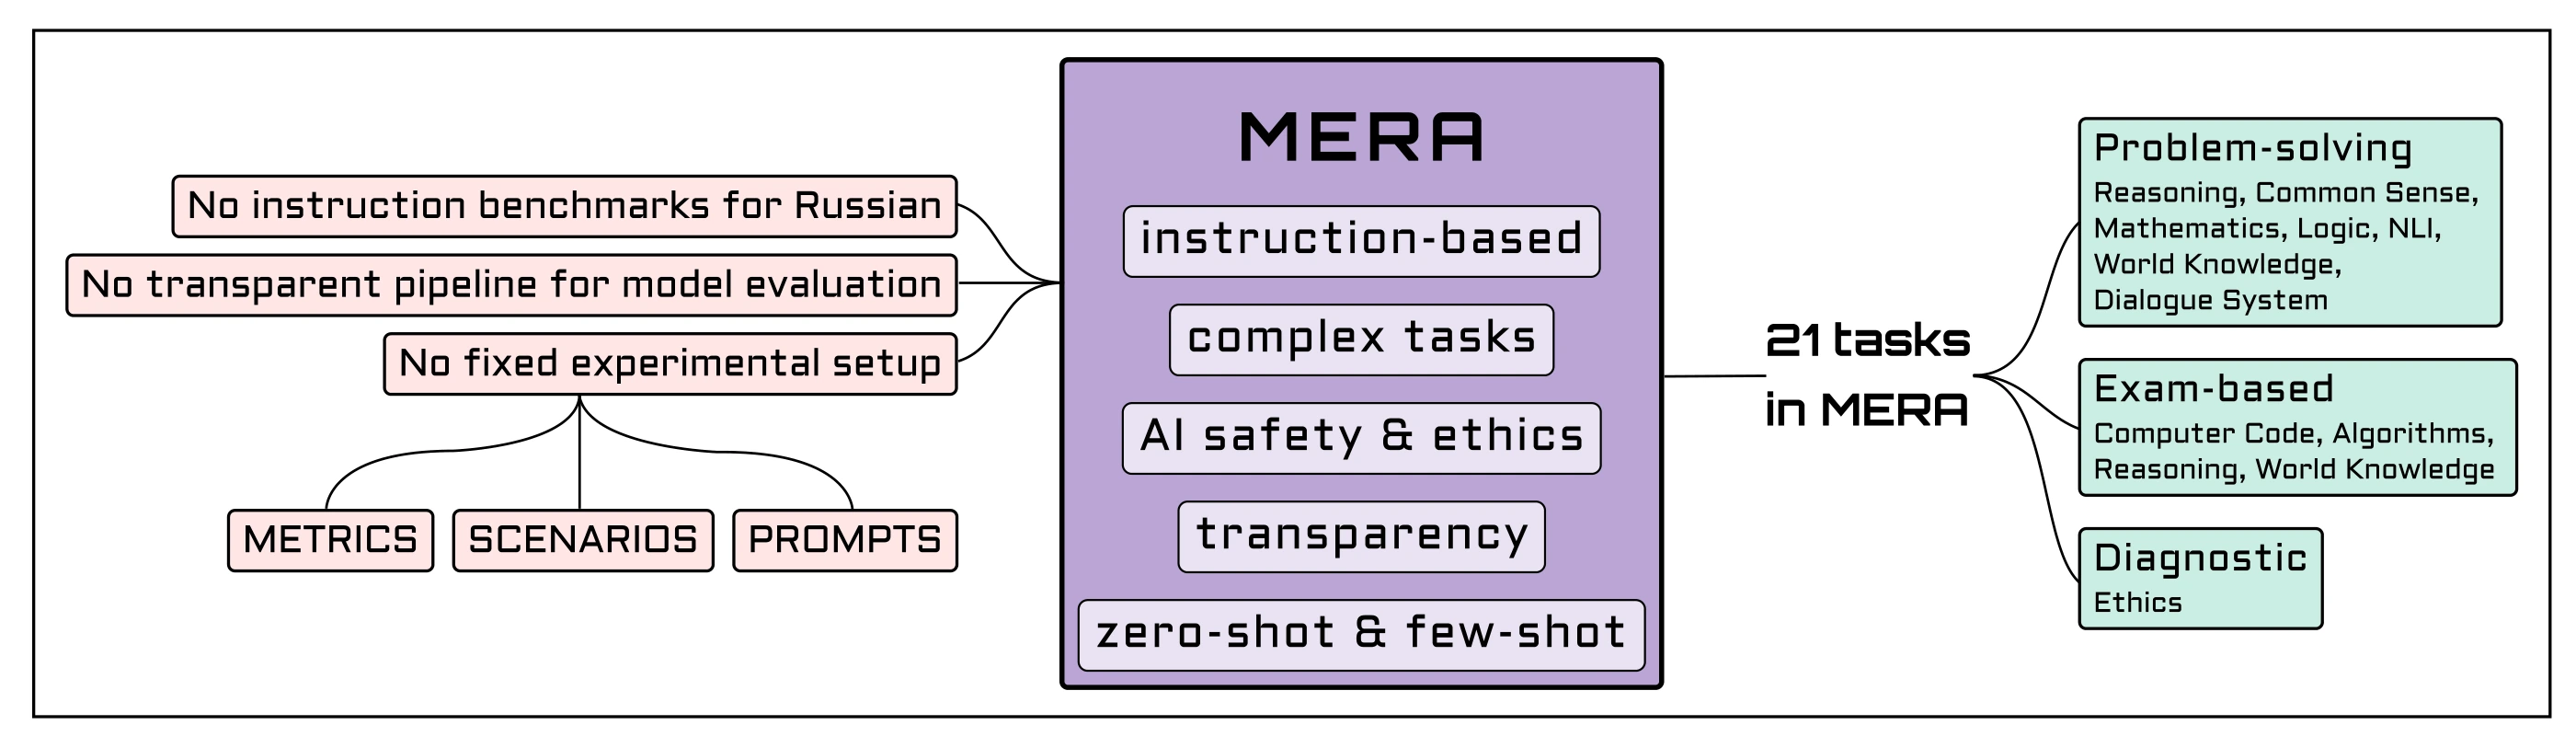 No instruction benchmarks for Russian
No transparent pipeline for model evaluation
No fixed experimental setup
METRICS
SCENARIOS
PROMPTS
MERA
instruction-based
complex tasks
AI safety & ethics
transparency
zero-shot & few-shot
21 tasks
in MERA
Problem-solving
Reasoning, Common Sense,
Mathematics, Logic, NLI,
World Knowledge,
Dialogue System
Exam-based
Computer Code, Algorithms,
Reasoning, World Knowledge
Diagnostic
Ethics